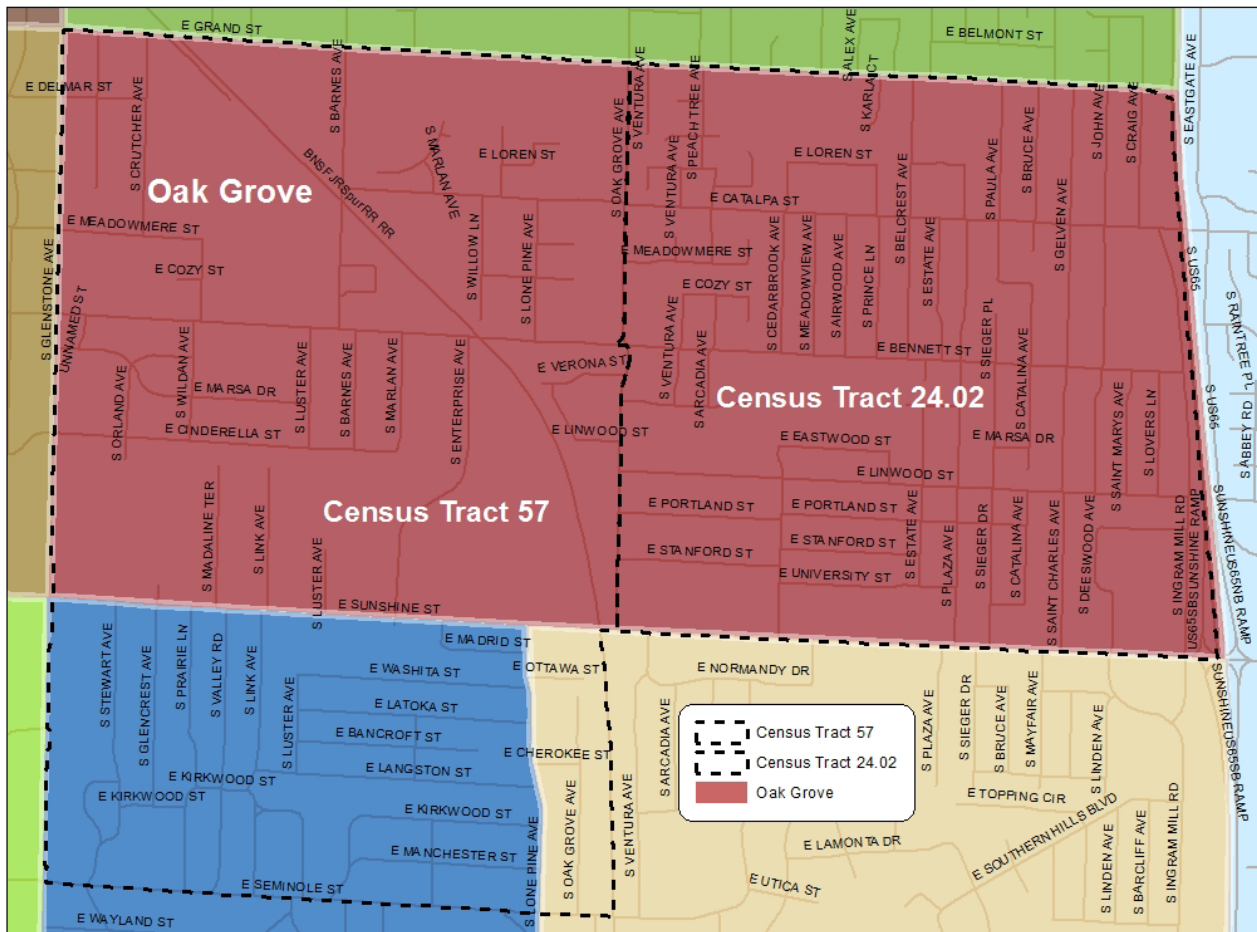 E GRAND ST
S ALEX AVE
E BELMONT ST
S EASTGATE AVE
E DELMAR ST
S CRUTCHER AVE
S BARNES AVE
S VENTURA AVE
S PEACH TREE AVE
S KARLA CT
S JOHN AVE
S CRAIG AVE
S MARLAN AVE
E LOREN ST
S OAK GROVE AVE
E LOREN ST
S PAULA AVE
S BRUCE AVE
BNSFJRSpurRR RR
Oak Grove
S VENTURA AVE
E CATALPA ST
S BELCREST AVE
S GELVEN AVE
E MEADOWMERE ST
S WILLOW LN
S LONE PINE AVE
E MEADOWMERE ST
E COZY ST
E COZY ST
S CEDARBROOK AVE
S MEADOWVIEW AVE
S AIRWOOD AVE
S PRINCE LN
S ESTATE AVE
S US65
S GLENSTONE AVE
UNNAMED ST
S VENTURA AVE
S ARCADIA AVE
E BENNETT ST
S SIEGER PL
S RAINTREE PL
S WILDAN AVE
E MARSA DR
S LUSTER AVE
S BARNES AVE
S MARLAN AVE
S ENTERPRISE AVE
E VERONA ST
Census Tract 24.02
S CATALINA AVE
S US65
S ORLAND AVE
E CINDERELLA ST
E LINWOOD ST
E EASTWOOD ST
E MARSA DR
S SAINT MARYS AVE
S LOVERS LN
S ABBEY RD
E LINWOOD ST
Census Tract 57
S MADALINE TER
S LINK AVE
S LUSTER AVE
E PORTLAND ST
E PORTLAND ST
E STANFORD ST
E STANFORD ST
E UNIVERSITY ST
S ESTATE AVE
S PLAZA AVE
S SIEGER DR
S CATALINA AVE
S SAINT CHARLES AVE
S DEESWOOD AVE
S INGRAM MILL RD
US65SBSUNSHINE RAMP
SUNSHINEUS65NB RAMP
E SUNSHINE ST
E MADRID ST
S STEWART AVE
S GLENCREST AVE
S PRAIRIE LN
S VALLEY RD
S LINK AVE
S LUSTER AVE
E WASHITA ST
E OTTAWA ST
E NORMANDY DR
E LATOKA ST
E BANCROFT ST
E CHEROKEE ST
E LANGSTON ST
S ARCADIA AVE
S PLAZA AVE
S SIEGER DR
S BRUCE AVE
S MAYFAIR AVE
S LINDEN AVE
SUNSHINEUS65SB RAMP
Census Tract 57
Census Tract 24.02
Oak Grove
E KIRKWOOD ST
E KIRKWOOD ST
E KIRKWOOD ST
E MANCHESTER ST
S LONE PINE AVE
S OAK GROVE AVE
S VENTURA AVE
E TOPPING CIR
E LAMONTA DR
E SOUTHERN HILLS BLVD
E SEMINOLE ST
E UTICA ST
S LINDEN AVE
S BARCLIFF AVE
S INGRAM MILL RD
E WAYLAND ST